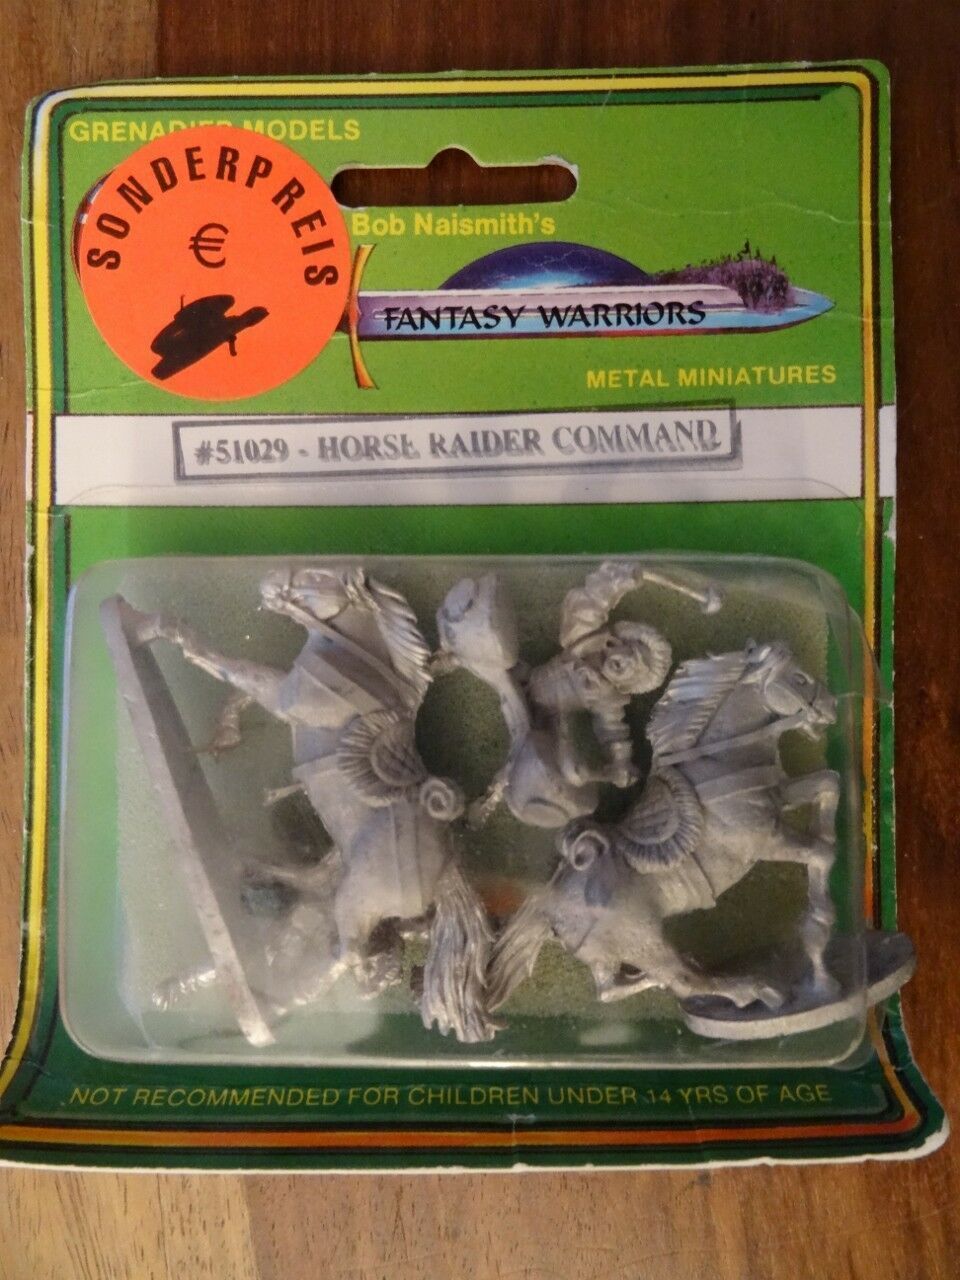 GRENADIER MODELS
SONDERPREIS
€
Bob Naismith's
FANTASY WARRIORS
METAL MINIATURES
#51029 - HORSE RAIDER COMMAND
NOT RECOMMENDED FOR CHILDREN UNDER 14 YRS OF AGE